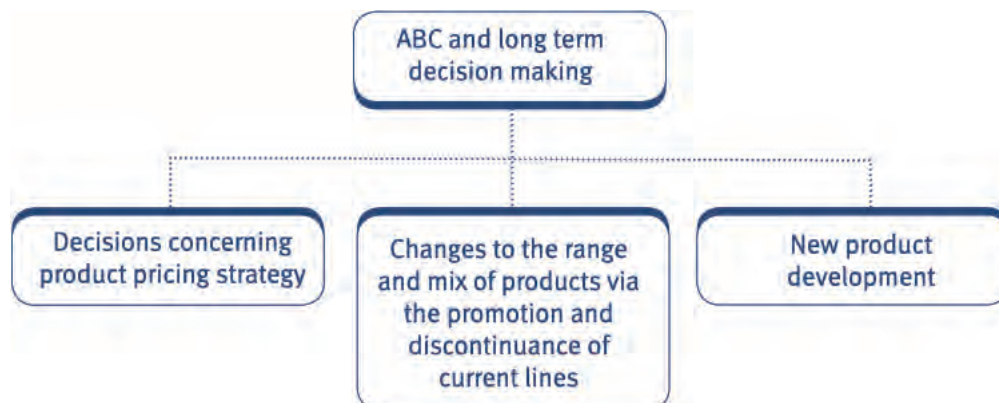 ABC and long term
decision making
Decisions concerning
product pricing strategy
Changes to the range
and mix of products via
the promotion and
discontinuance of
current lines
New product
development